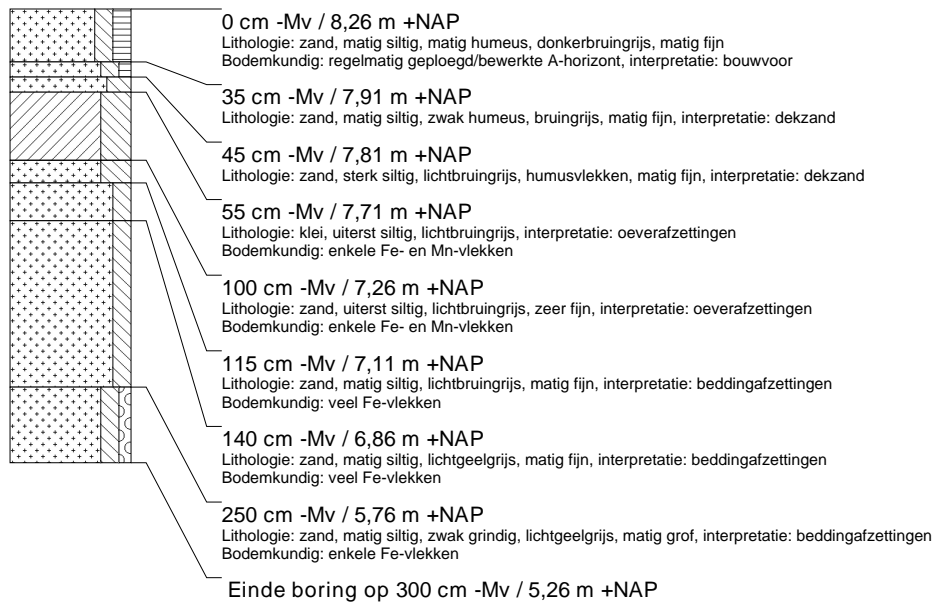 0 cm -Mv / 8,26 m +NAP
Lithologie: zand, matig siltig, matig humeus, donkerbruingrijs, matig fijn
Bodemkundig: regelmatig geploegd/bewerkte A-horizont, interpretatie: bouwvoor
35 cm -Mv / 7,91 m +NAP
Lithologie: zand, matig siltig, zwak humeus, bruingrijs, matig fijn, interpretatie: dekzand
45 cm -Mv / 7,81 m +NAP
Lithologie: zand, sterk siltig, lichtbruingrijs, humusvlekken, matig fijn, interpretatie: dekzand
55 cm -Mv / 7,71 m +NAP
Lithologie: klei, uiterst siltig, lichtbruingrijs, interpretatie: oeverafzettingen
Bodemkundig: enkele Fe- en Mn-vlekken
100 cm -Mv / 7,26 m +NAP
Lithologie: zand, uiterst siltig, lichtbruingrijs, zeer fijn, interpretatie: oeverafzettingen
Bodemkundig: enkele Fe- en Mn-vlekken
115 cm -Mv / 7,11 m +NAP
Lithologie: zand, matig siltig, lichtbruingrijs, matig fijn, interpretatie: beddingafzettingen
Bodemkundig: veel Fe-vlekken
140 cm -Mv / 6,86 m +NAP
Lithologie: zand, matig siltig, lichtgeelgrijs, matig fijn, interpretatie: beddingafzettingen
Bodemkundig: veel Fe-vlekken
250 cm -Mv / 5,76 m +NAP
Lithologie: zand, matig siltig, zwak grindig, lichtgeelgrijs, matig grof, interpretatie: beddingafzettingen
Bodemkundig: enkele Fe-vlekken
Einde boring op 300 cm -Mv / 5,26 m +NAP